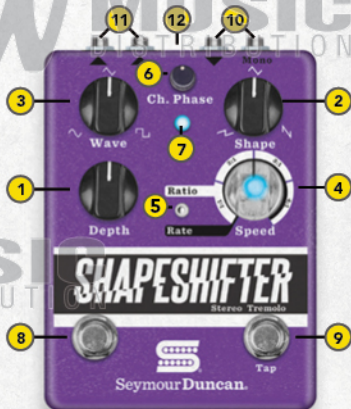 MUSIC
DISTRIBUTION
11
12
10
Mono
6
3
Ch. Phase
2
7
Wave
Shape
1
4
Ratio
5
Depth
Rate
Speed
SHAPESHIFTER
Stereo Tremolo
8
9
Tap
Seymour Duncan.